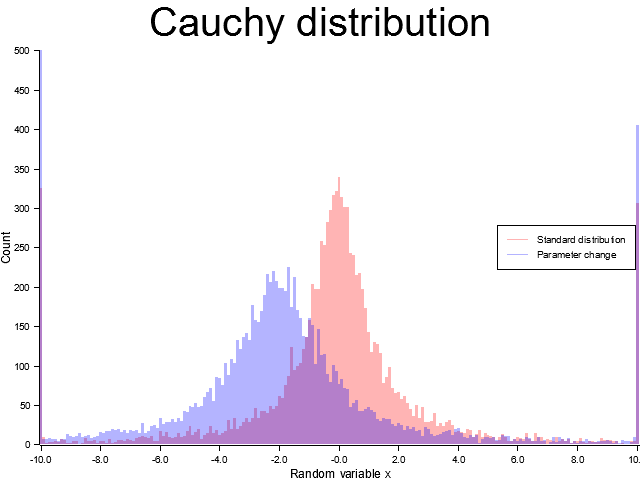 Cauchy distribution
500
450
400
350
300
250
200
150
100
50
0
Count
Standard distribution
Parameter change
-10.0 -8.0 -6.0 -4.0 -2.0 -0.0 2.0 4.0 6.0 8.0 10.
Random variable x